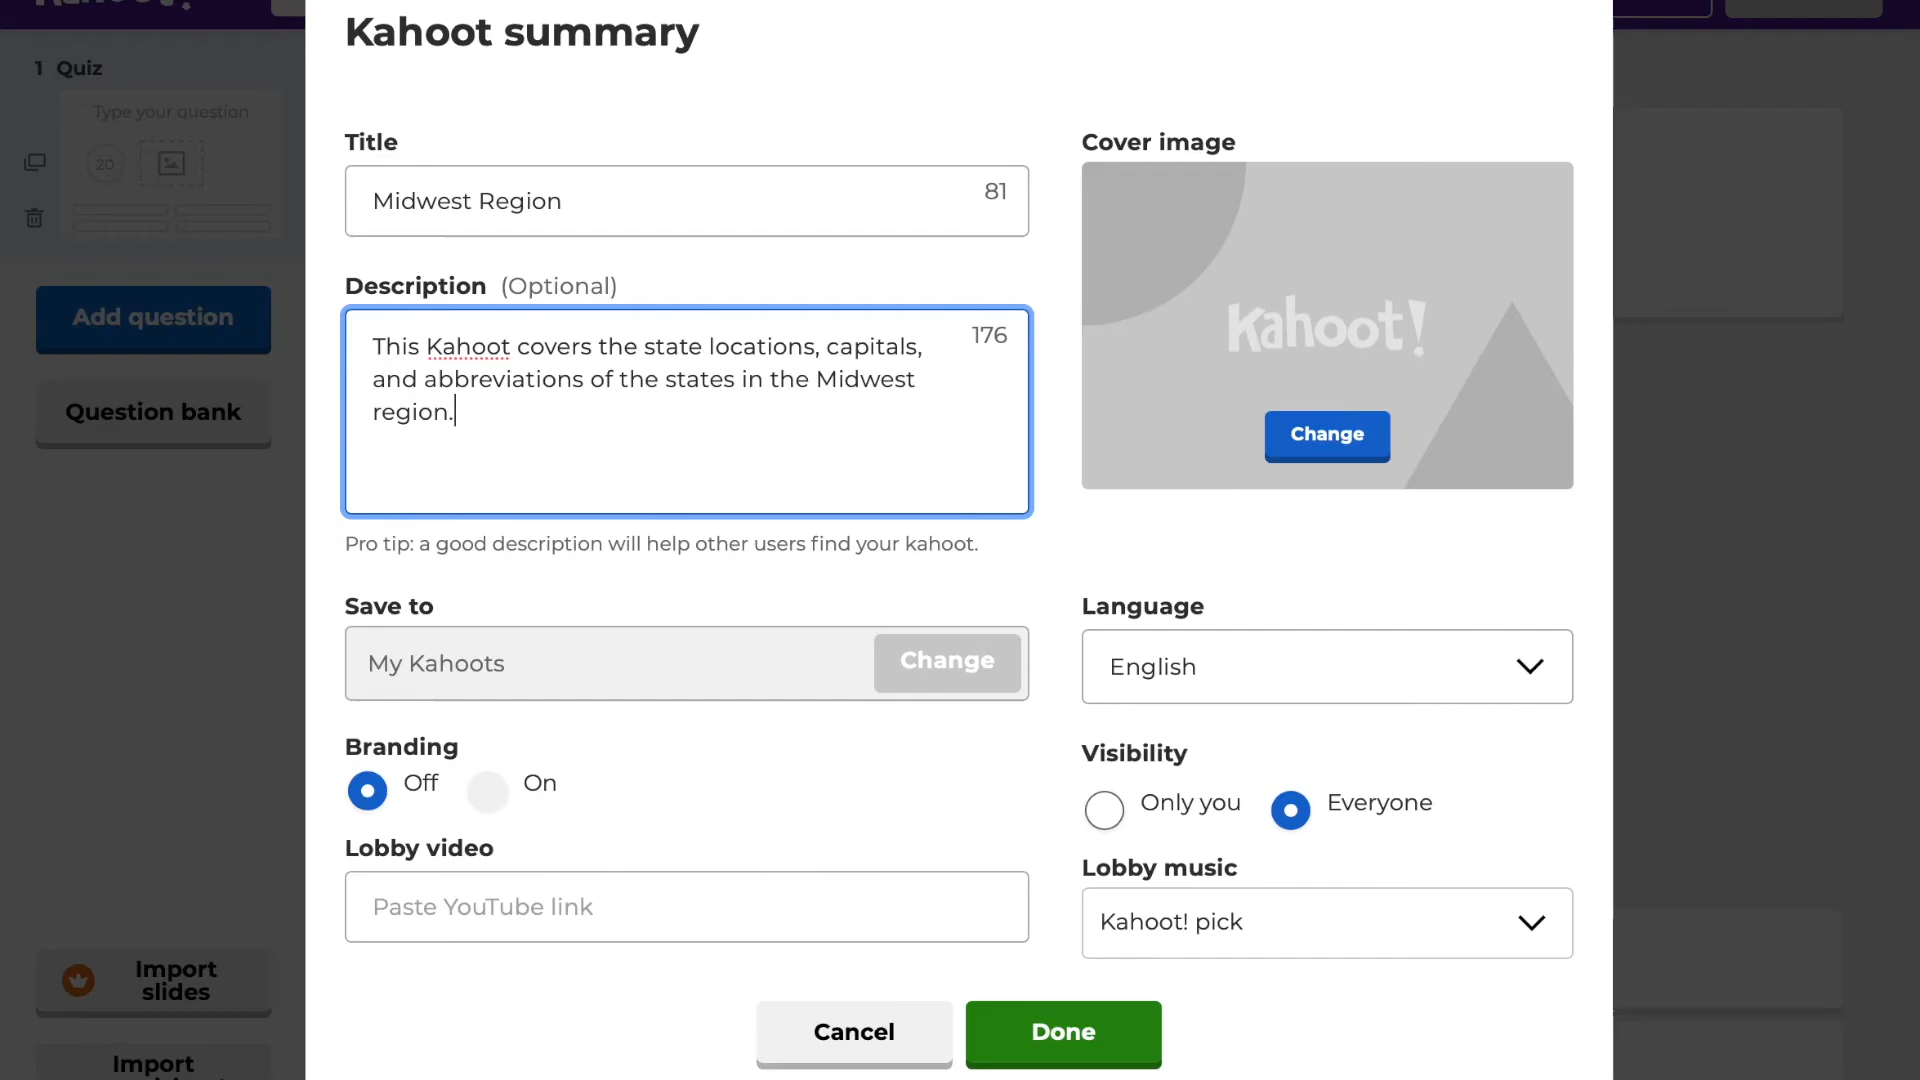 Kahoot!
Kahoot summary
1 Quiz
Type your question
20
Add question
Question bank
Import
slides
Import
Title
Midwest Region
81
Description (Optional)
This Kahoot covers the state locations, capitals,
and abbreviations of the states in the Midwest
region.
176
Pro tip: a good description will help other users find your kahoot.
Save to
My Kahoots
Change
Branding
Off
On
Lobby video
Paste YouTube link
Cover image
Kahoot!
Change
Language
English
Visibility
Only you
Everyone
Lobby music
Kahoot! pick
Cancel
Done